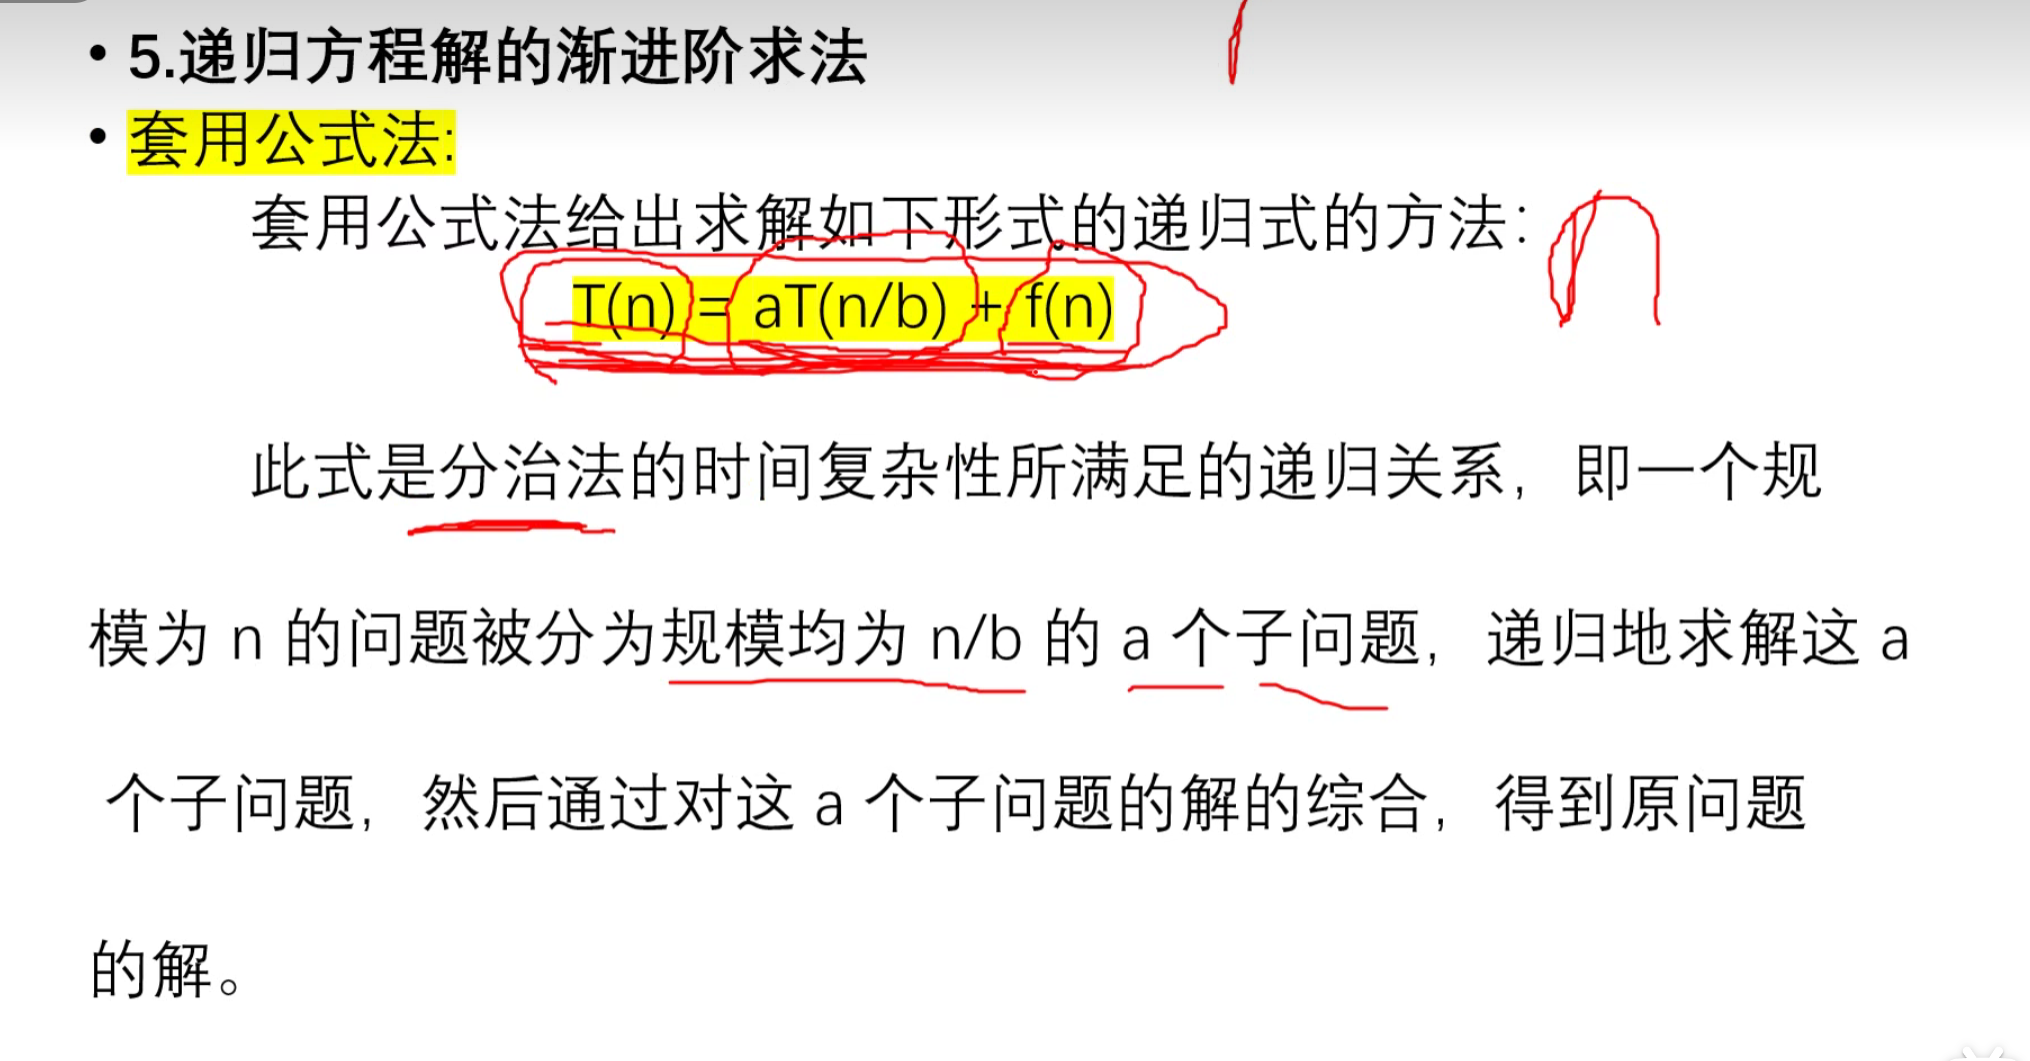 • 5.递归方程解的渐进阶求法
• 套用公式法:
套用公式法给出求解如下形式的递归式的方法：
T(n) = aT(n/b) + f(n)
此式是分治法的时间复杂性所满足的递归关系，即一个规
模为 n 的问题被分为规模均为 n/b 的 a 个子问题，递归地求解这 a
个子问题，然后通过对这 a 个子问题的解的综合，得到原问题
的解。